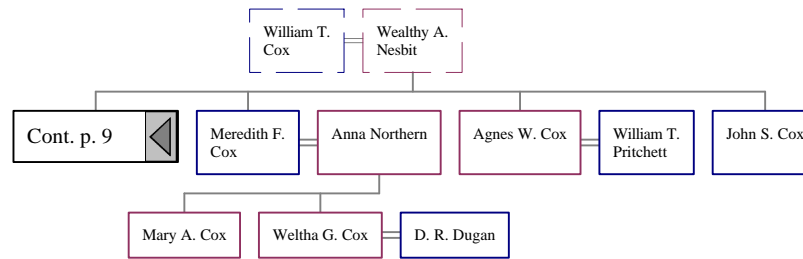 William T.
Cox
Wealthy A.
Nesbit
Cont. p. 9
Meredith F.
Cox
Anna Northern
Agnes W. Cox
William T.
Pritchett
John S. Cox
Mary A. Cox
Weltha G. Cox
D. R. Dugan